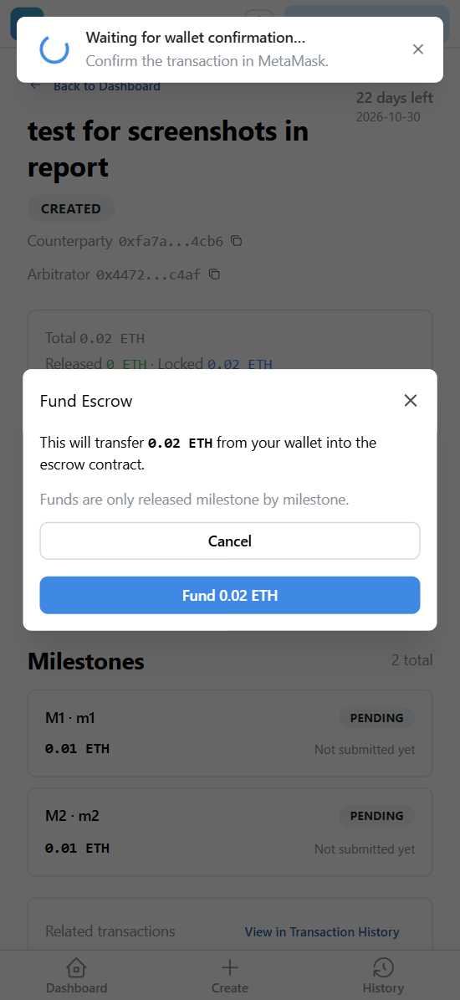 Waiting for wallet confirmation...
Confirm the transaction in MetaMask.
Back to Dashboard
22 days left
2026-10-30
test for screenshots in
report
CREATED
Counterparty 0xfa7a...4cb6
Arbitrator 0x4472...c4af
Total 0.02 ETH
Released 0 ETH · Locked 0.02 ETH
Fund Escrow
This will transfer 0.02 ETH from your wallet into the
escrow contract.
Funds are only released milestone by milestone.
Cancel
Fund 0.02 ETH
Milestones
2 total
M1 · m1
PENDING
0.01 ETH
Not submitted yet
M2 · m2
PENDING
0.01 ETH
Not submitted yet
Related transactions
View in Transaction History
Dashboard
Create
History